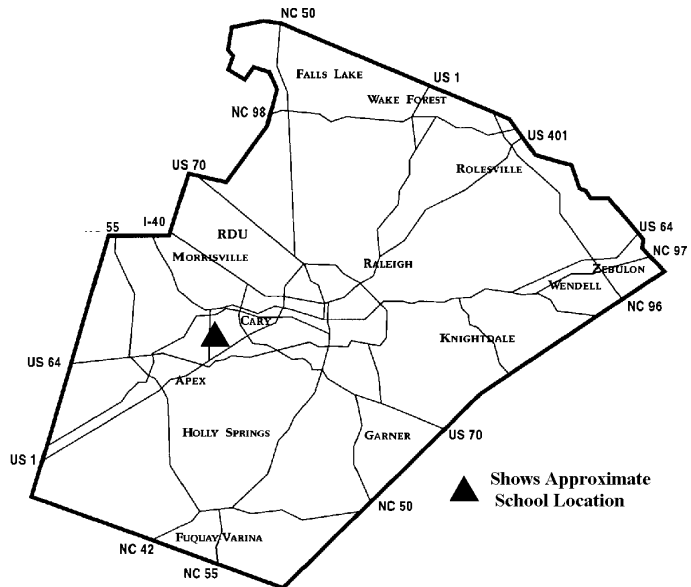 NC 50
FALLS LAKE
US 1
WAKE FOREST
NC 98
US 401
US 70
ROLESVILLE
55
I-40
RDU
US 64
MORRISVILLE
RALEIGH
NC 97
ZEBULON
WENDELL
NC 96
CARY
KNIGHTDALE
US 64
APEX
HOLLY SPRINGS
GARNER
US 70
US 1
Shows Approximate
School Location
NC 50
FUQUAY VARINA
NC 42
NC 55